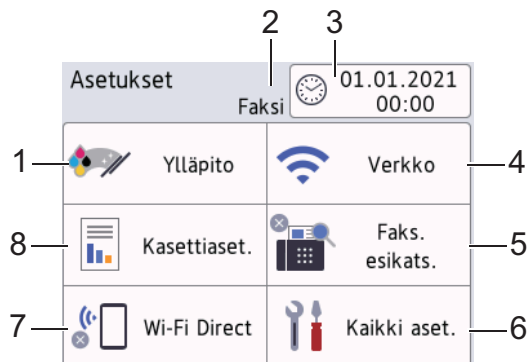 2 3
Asetukset
Faksi
01.01.2021
00:00
1 Ylläpito Verkko 4
8 Kasettiaset. Faks.
esikats. 5
7 Wi-Fi Direct Kaikki aset. 6